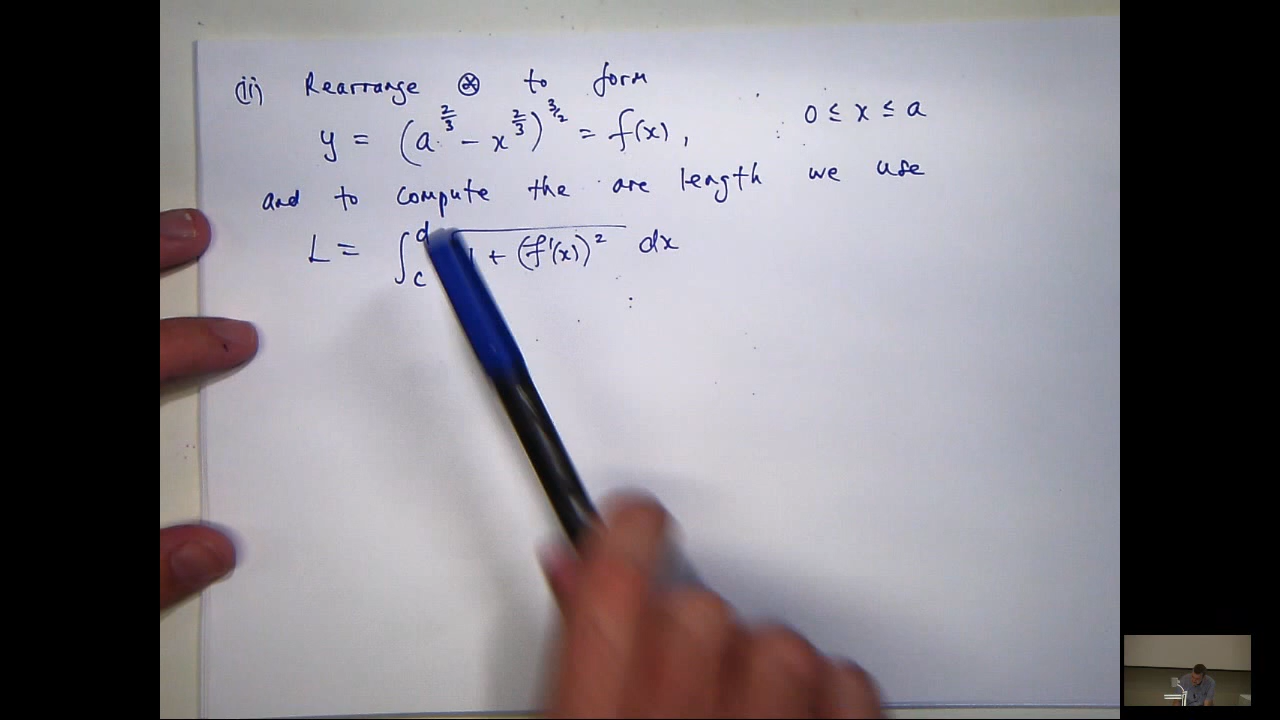 (ii) Rearrange ⊛ to form
y = (a^{2/3} − x^{2/3})^{3/2} = f(x), 0 ≤ x ≤ a
and to compute the arc length we use
L = ∫_c^d √1 + (f'(x))² dx